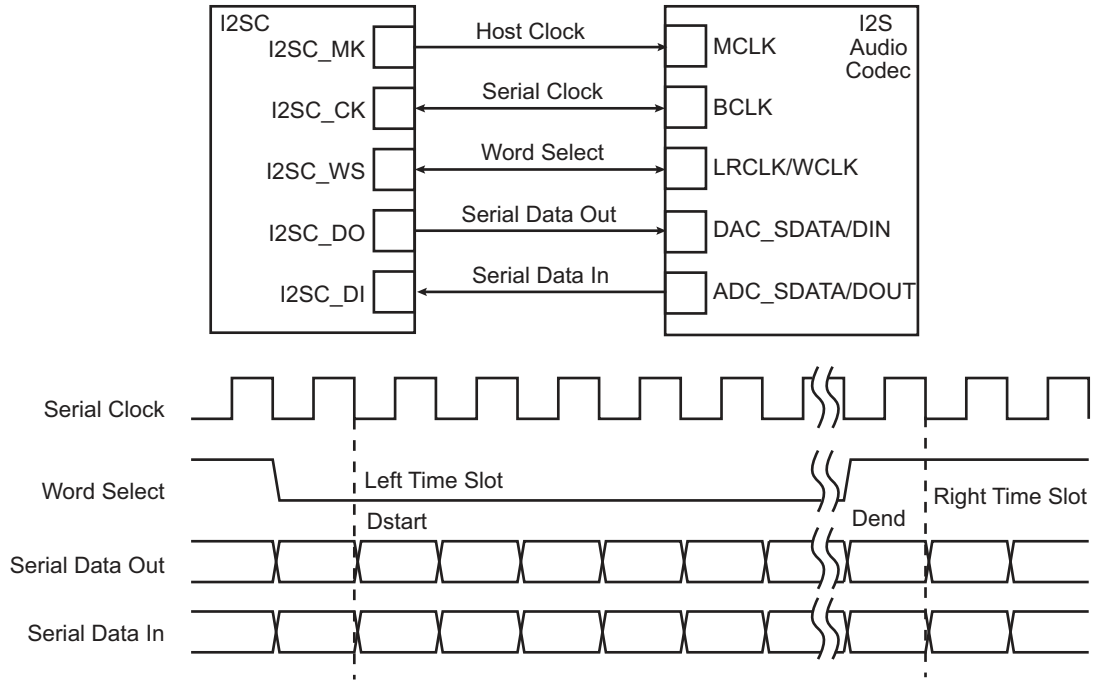 I2SC
I2SC_MK
I2SC_CK
I2SC_WS
I2SC_DO
I2SC_DI
Host Clock
Serial Clock
Word Select
Serial Data Out
Serial Data In
I2S
Audio
Codec
MCLK
BCLK
LRCLK/WCLK
DAC_SDATA/DIN
ADC_SDATA/DOUT
Serial Clock
Word Select
Left Time Slot
Right Time Slot
Dstart
Dend
Serial Data Out
Serial Data In